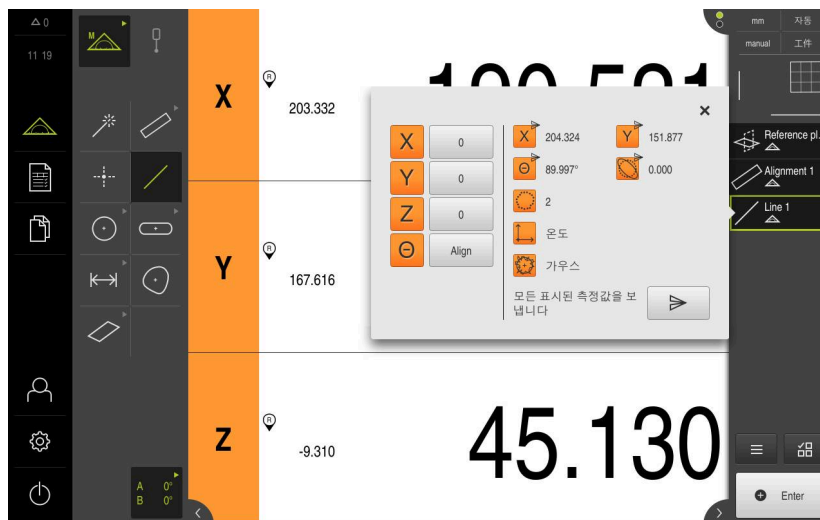 0
11 19
M
A 0°
B 0°
X
R
203.332
Y
R
167.616
Z
R
-9.310
45.130
X
0
Y
0
Z
0
Θ
Align
X
204.324
Y
151.877
Θ
89.997°
0.000
2
온도
가우스
모든 표시된 측정값을 보
냅니다
mm
자동
manual
工件
Reference pl.
Alignment 1
Line 1
Enter